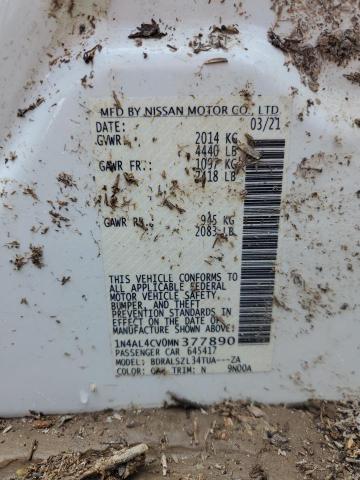 MFD BY NISSAN MOTOR CO., LTD
DATE: 03/21
GVWR: 2014 KG
4440 LB
GAWR FR.: 1097 KG
2418 LB
GAWR RR.: 945 KG
2083 LB
THIS VEHICLE CONFORMS TO
ALL APPLICABLE FEDERAL
MOTOR VEHICLE SAFETY,
BUMPER, AND THEFT
PREVENTION STANDARDS IN
EFFECT ON THE DATE OF
MANUFACTURE SHOWN ABOVE!
1N4AL4CV0MN377890
PASSENGER CAR 645417
MODEL: BDRALSZL34TUA---ZA
COLOR: TRIM: N 9N00A